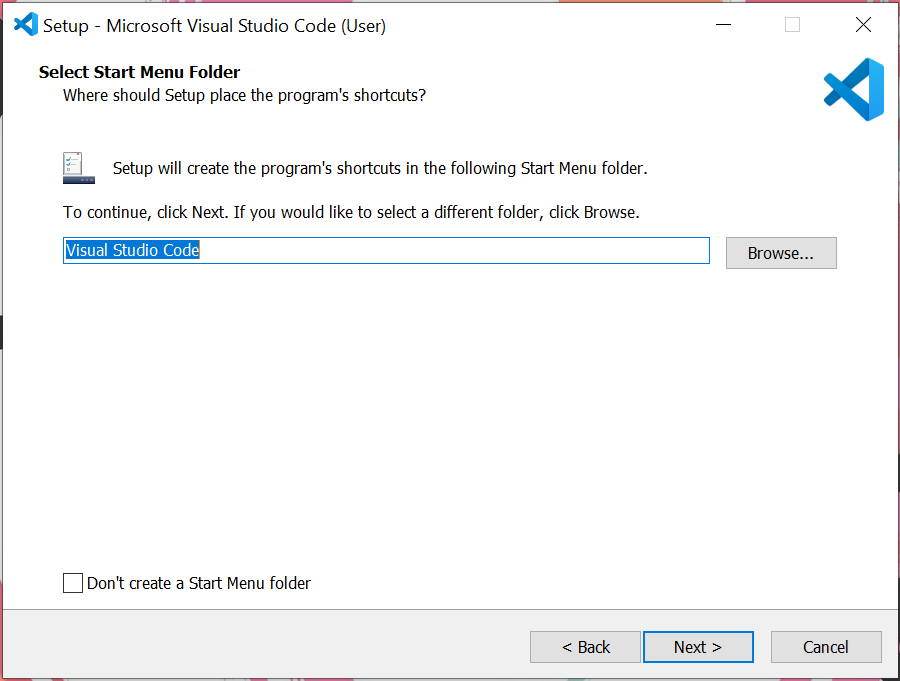 Setup - Microsoft Visual Studio Code (User)
Select Start Menu Folder
Where should Setup place the program's shortcuts?
Setup will create the program's shortcuts in the following Start Menu folder.
To continue, click Next. If you would like to select a different folder, click Browse.
Visual Studio Code
Browse...
Don't create a Start Menu folder
< Back
Next >
Cancel